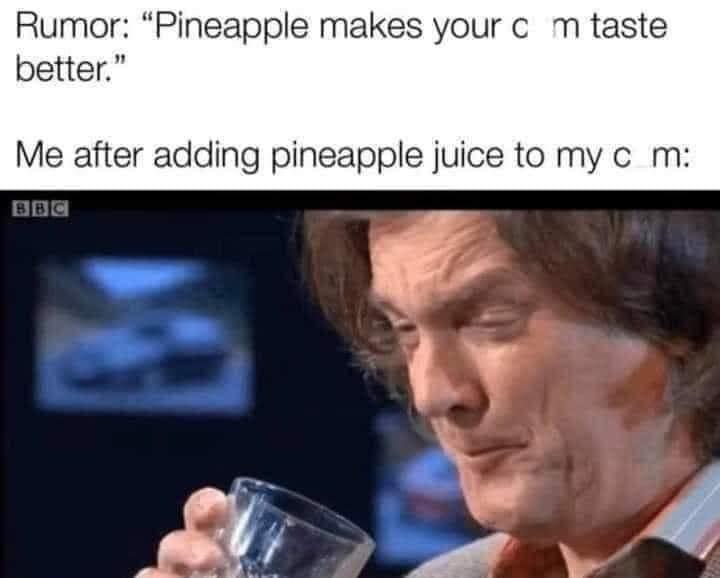 Rumor: “Pineapple makes your c m taste
better.”
Me after adding pineapple juice to my c m:
BBC